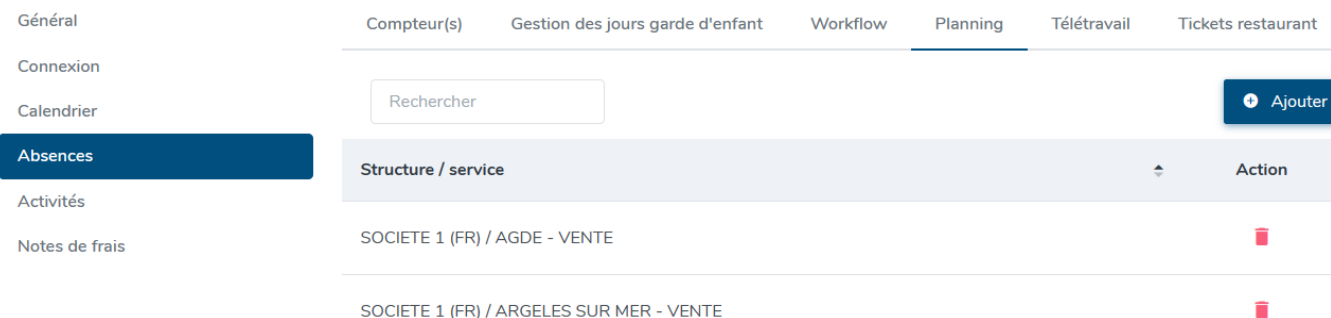 Général
Connexion
Calendrier
Absences
Activités
Notes de frais
Compteur(s) Gestion des jours garde d'enfant Workflow Planning Télétravail Tickets restaurant
Rechercher
Ajouter
Structure / service Action
SOCIETE 1 (FR) / AGDE - VENTE
SOCIETE 1 (FR) / ARGELES SUR MER - VENTE